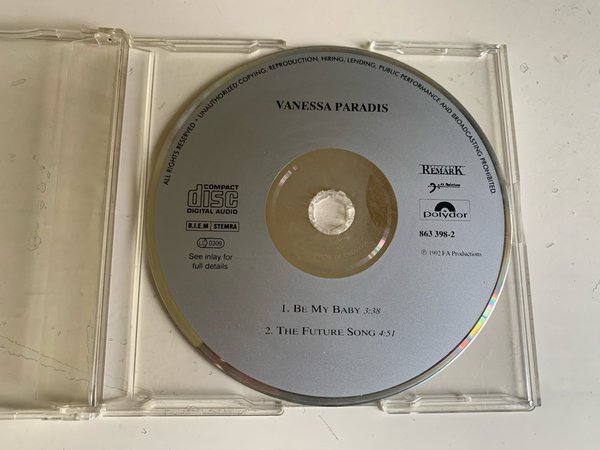 ALL RIGHTS RESERVED • UNAUTHORIZED COPYING, REPRODUCTION, HIRING, LENDING, PUBLIC PERFORMANCE AND BROADCASTING PROHIBITED.
VANESSA PARADIS
COMPACT
disc
DIGITAL AUDIO
B.I.E.M STEMRA
LC 0309
See inlay for
full details
REMARK
polydor
863 398-2
℗ 1992 FA Productions
1. BE MY BABY 3:38
2. THE FUTURE SONG 4:51